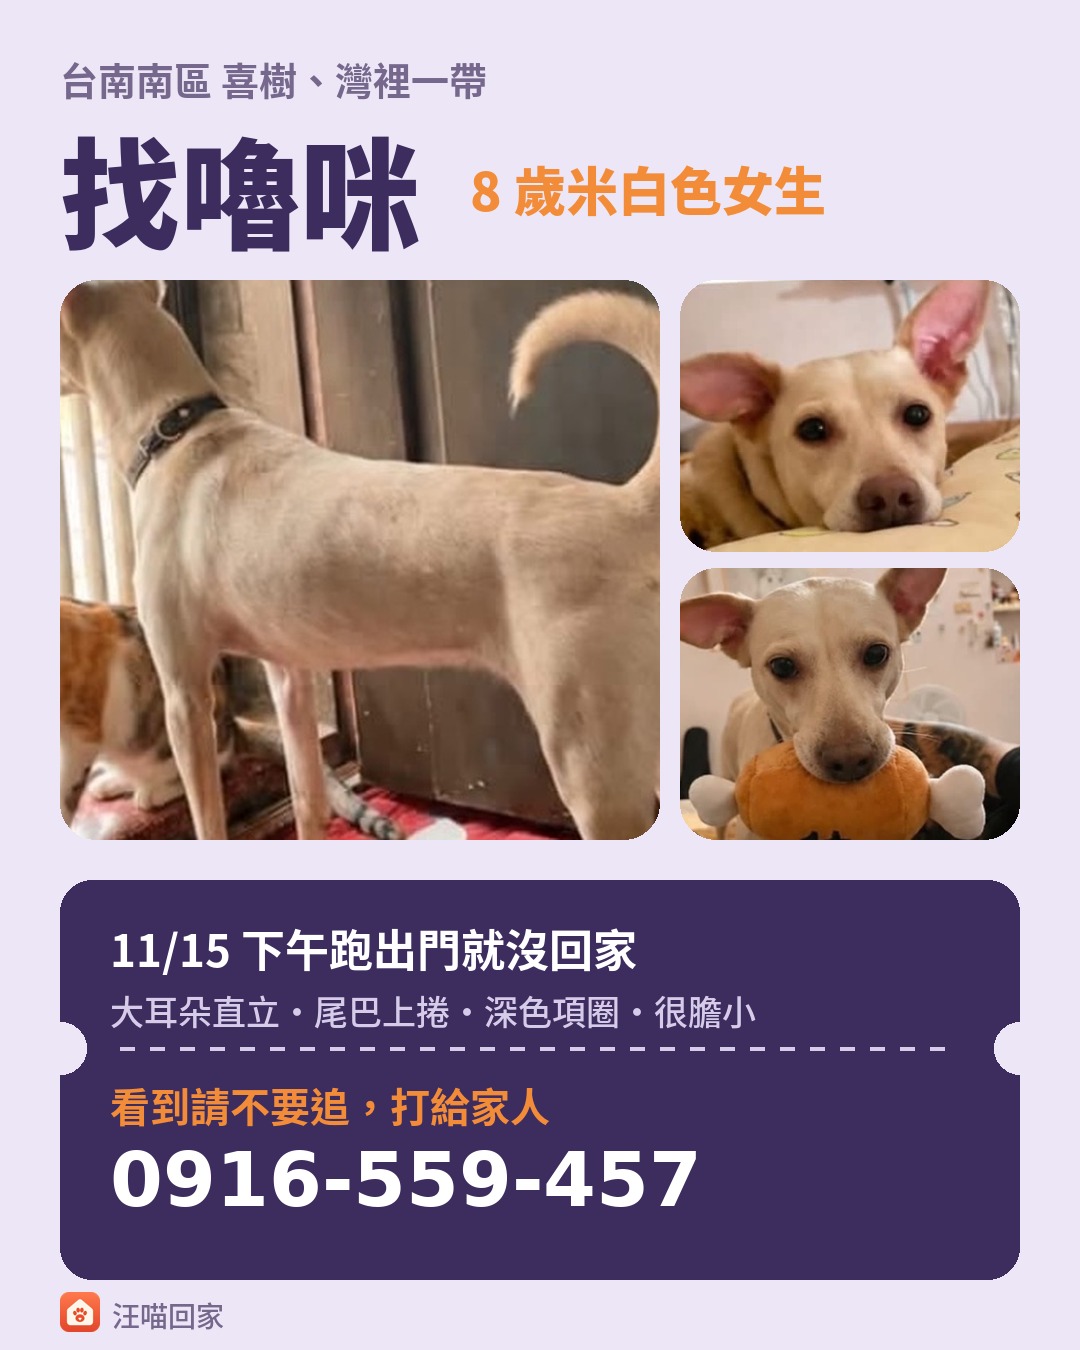 台南南區 喜樹、灣裡一帶
找嚕咪
8 歲米白色女生
11/15 下午跑出門就沒回家
大耳朵直立・尾巴上捲・深色項圈・很膽小
看到請不要追，打給家人
0916-559-457
汪喵回家